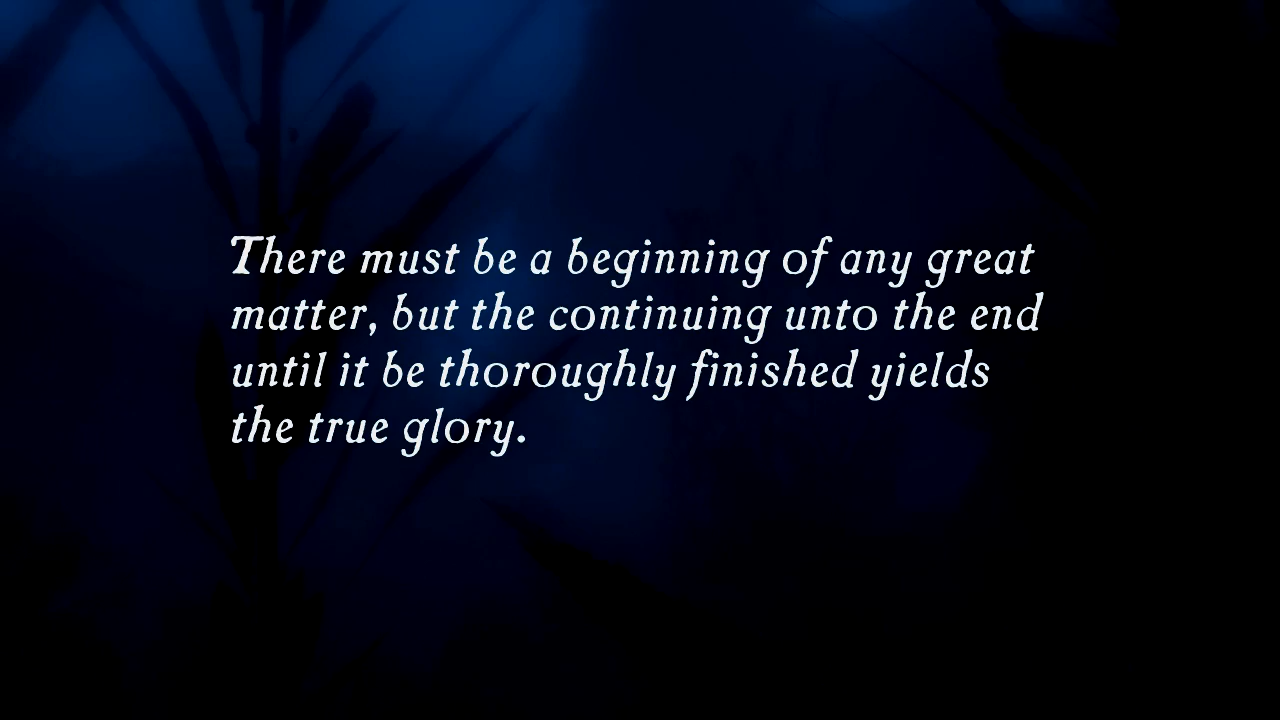 There must be a beginning of any great
matter, but the continuing unto the end
until it be thoroughly finished yields
the true glory.